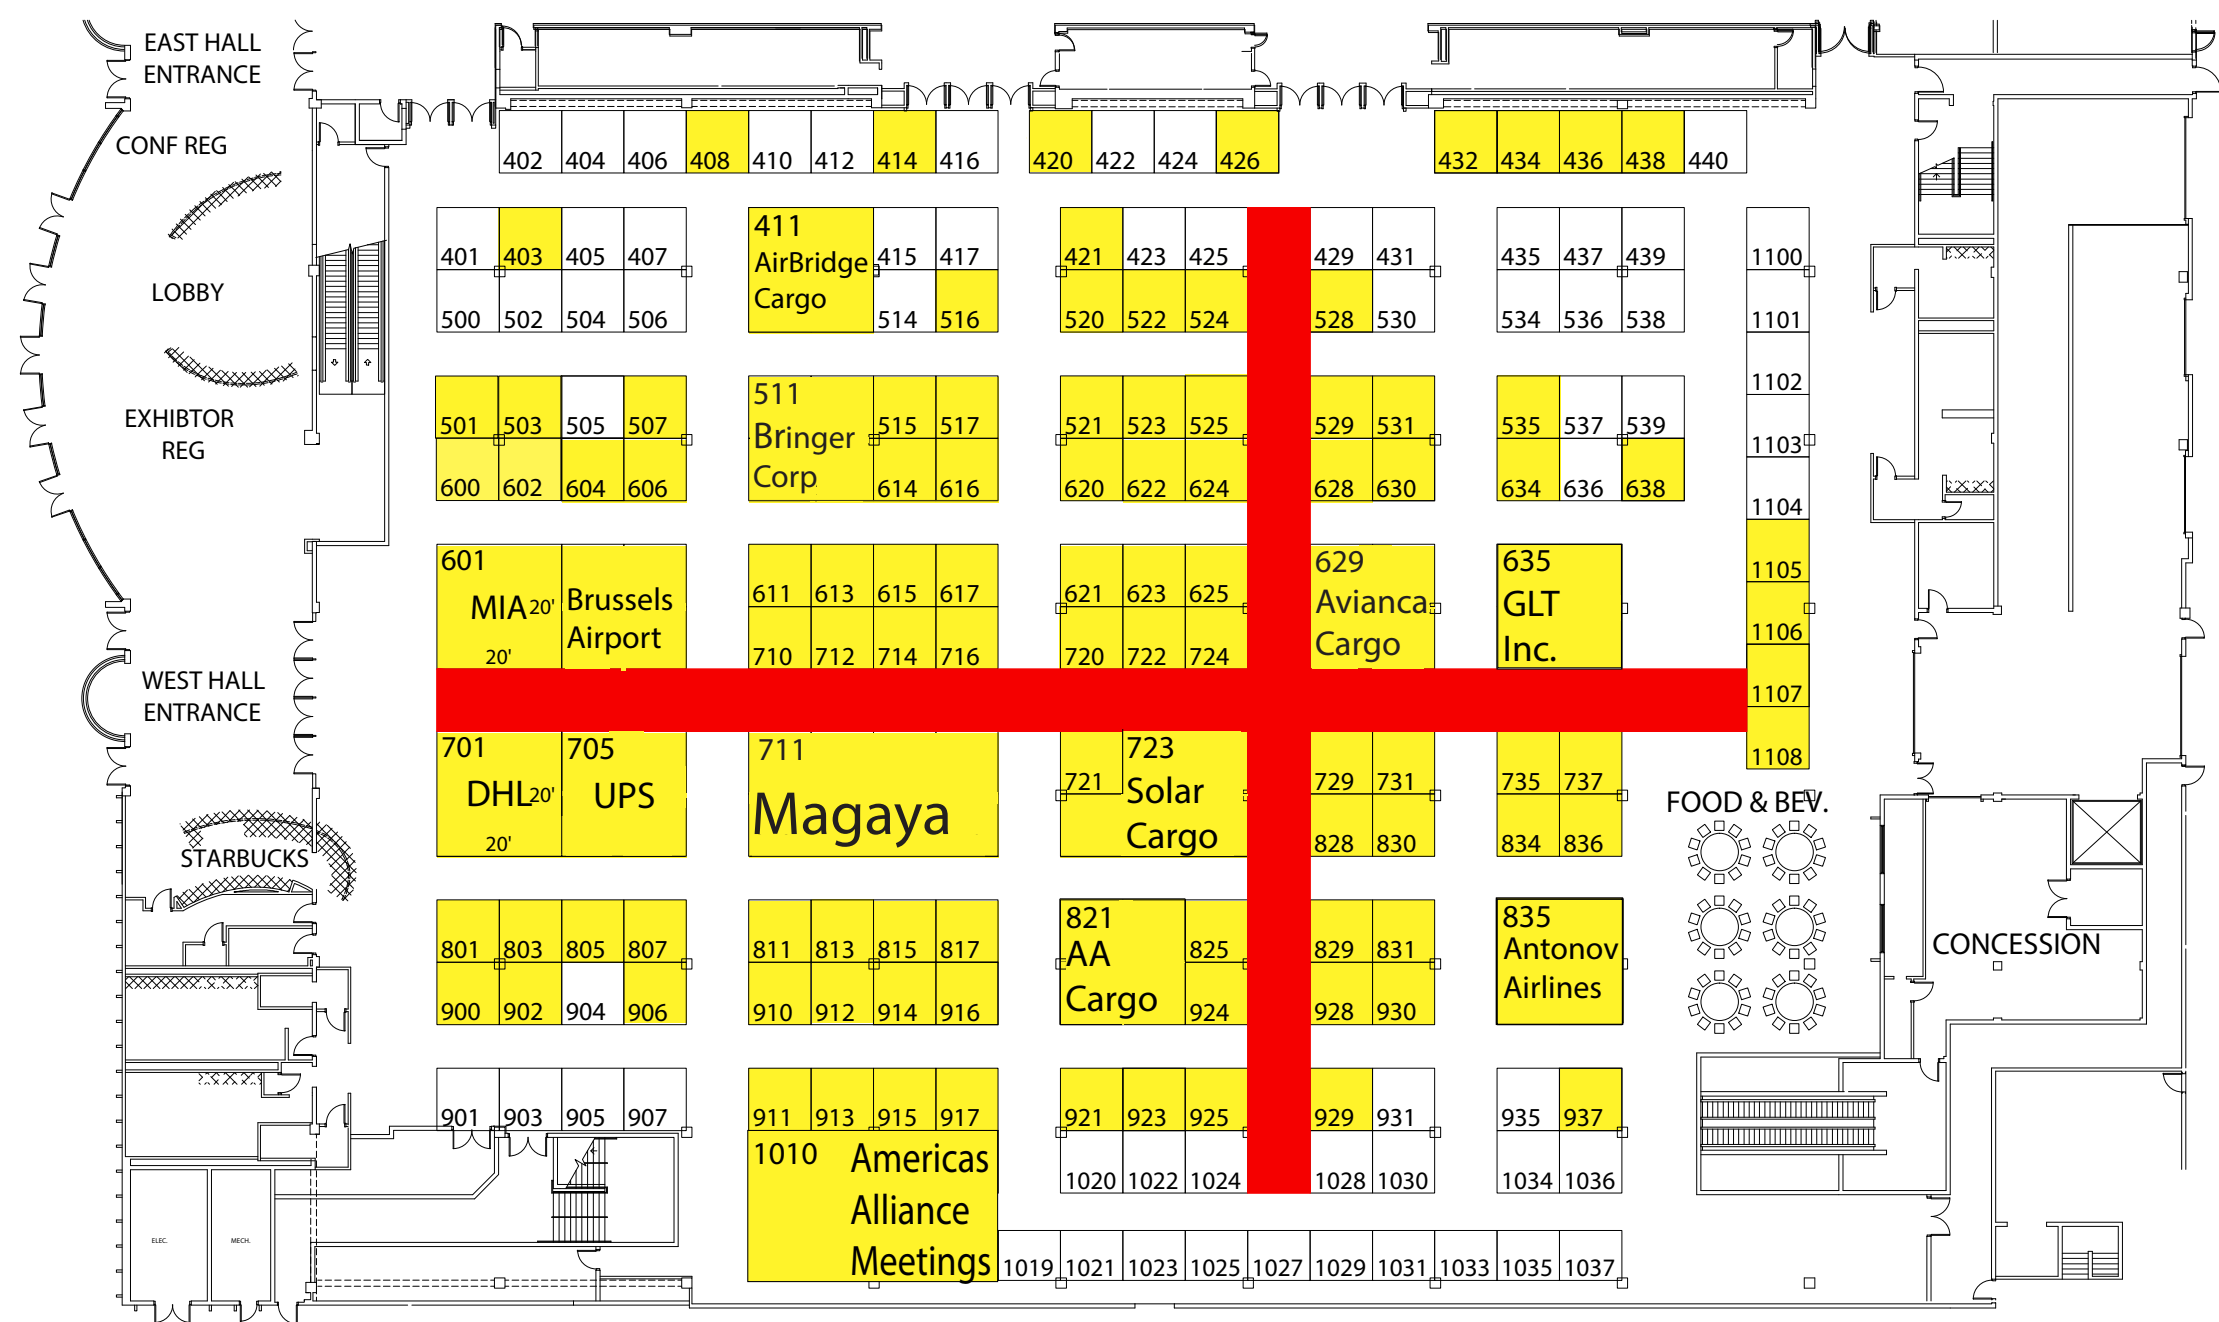 EAST HALL
ENTRANCE
CONF REG
LOBBY
EXHIBTOR
REG
WEST HALL
ENTRANCE
STARBUCKS
ELEC.
MECH.
402 404 406 408 410 412 414 416 420 422 424 426 432 434 436 438 440
401 403 405 407
500 502 504 506
411
AirBridge
Cargo
415 417
514 516
421 423 425
520 522 524
429 431
528 530
435 437 439
534 536 538
501 503 505 507
600 602 604 606
511
Bringer
Corp
515 517
614 616
521 523 525
620 622 624
529 531
628 630
535 537 539
634 636 638
601
MIA 20'
20'
Brussels
Airport
611 613 615 617
710 712 714 716
621 623 625
720 722 724
629
Avianca
Cargo
635
GLT
Inc.
1100
1101
1102
1103
1104
1105
1106
1107
1108
701
DHL 20'
20'
705
UPS
711
Magaya
721
723
Solar
Cargo
729 731
828 830
735 737
834 836
FOOD & BEV.
CONCESSION
801 803 805 807
900 902 904 906
811 813 815 817
910 912 914 916
821
AA
Cargo
825
924
829 831
928 930
835
Antonov
Airlines
901 903 905 907
911 913 915 917
1010 Americas
Alliance
Meetings
921 923 925
1020 1022 1024
929 931
1028 1030
935 937
1034 1036
1019 1021 1023 1025 1027 1029 1031 1033 1035 1037